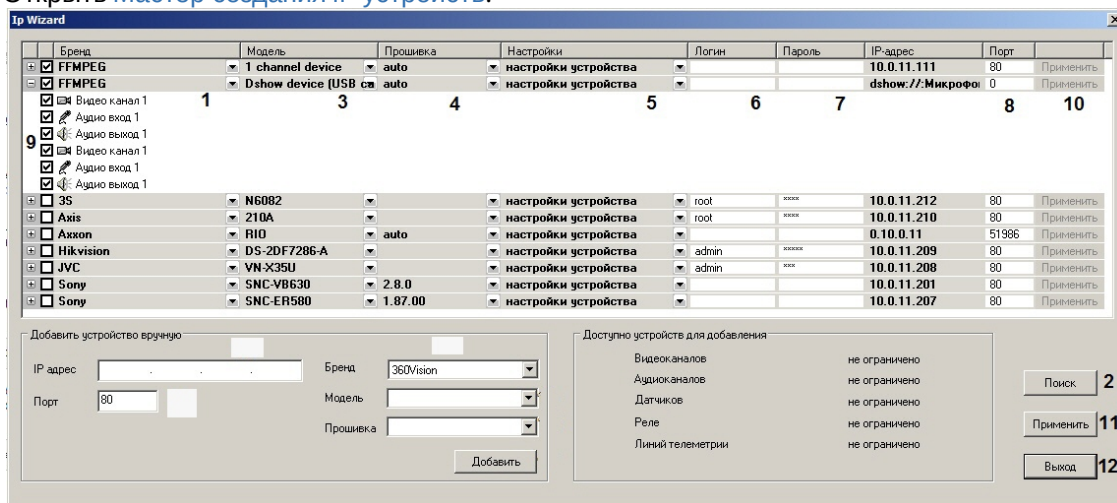 Открыть Мастер создания IP-устройств.
Ip Wizard
Бренд Модель Прошивка Настройки Логин Пароль IP-адрес Порт
FFMPEG 1 channel device auto настройки устройства 10.0.11.111 80 Применить
FFMPEG Dshow device (USB ca auto настройки устройства dshow://:Микрофо 0 Применить
Видео канал 1 1 3 4 5 6 7 8 10
Аудио вход 1
Аудио выход 1
9
Видео канал 1
Аудио вход 1
Аудио выход 1
3S N6082 настройки устройства root xxxx 10.0.11.212 80 Применить
Axis 210A настройки устройства root xxxx 10.0.11.210 80 Применить
Axxon RIO auto настройки устройства 0.10.0.11 51986 Применить
Hikvision DS-2DF7286-A настройки устройства admin xxxxx 10.0.11.209 80 Применить
JVC VN-X35U настройки устройства admin xxx 10.0.11.208 80 Применить
Sony SNC-VB630 2.8.0 настройки устройства 10.0.11.201 80 Применить
Sony SNC-ER580 1.87.00 настройки устройства 10.0.11.207 80 Применить
Добавить устройство вручную
IP адрес . . .
Порт 80
Бренд 360Vision
Модель
Прошивка
Добавить
Доступно устройств для добавления
Видеоканалов не ограничено
Аудиоканалов не ограничено
Датчиков не ограничено
Реле не ограничено
Линий телеметрии не ограничено
Поиск 2
Применить 11
Выход 12